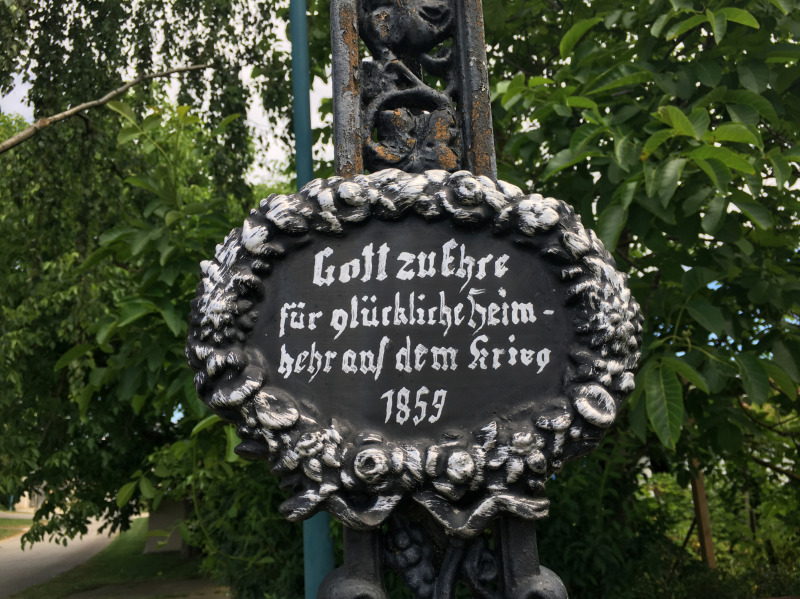 Gott zu Ehre
für glückliche Heim-
kehr aus dem Krieg
1859